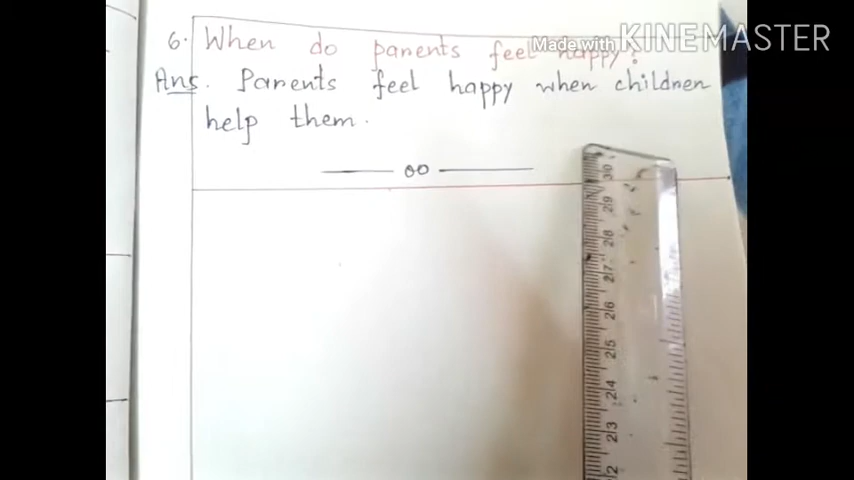 6. When do parents feel happy?
Made with KINEMASTER
Ans. Parents feel happy when children
help them.
30
29
28
27
26
25
24
23